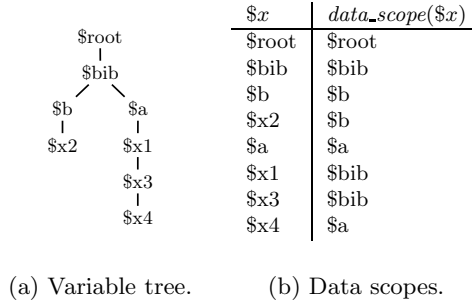 $root
$bib
$b $a
$x2 $x1
$x3
$x4
$x data_scope($x)
$root $root
$bib $bib
$b $b
$x2 $b
$a $a
$x1 $bib
$x3 $bib
$x4 $a
(a) Variable tree. (b) Data scopes.